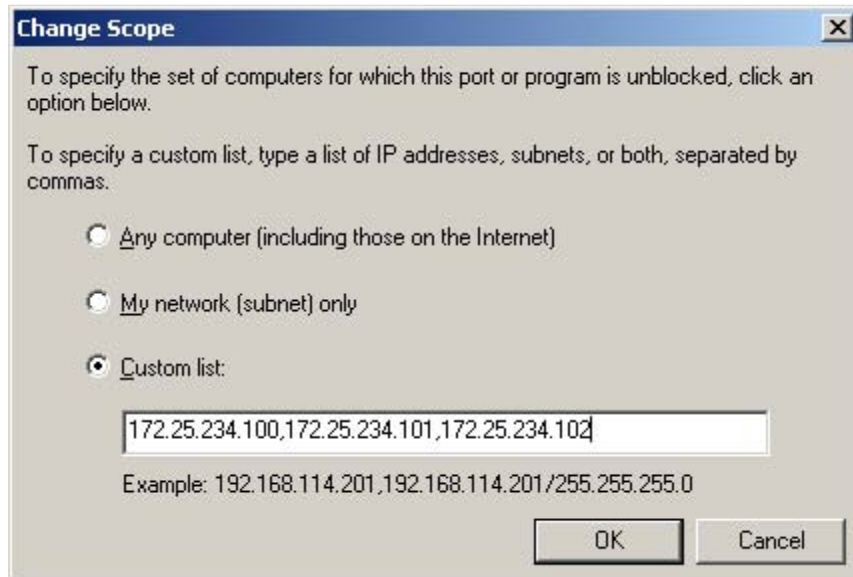 Change Scope
To specify the set of computers for which this port or program is unblocked, click an
option below.
To specify a custom list, type a list of IP addresses, subnets, or both, separated by
commas.
Any computer (including those on the Internet)
My network (subnet) only
Custom list:
172.25.234.100,172.25.234.101,172.25.234.102
Example: 192.168.114.201,192.168.114.201/255.255.255.0
OK Cancel